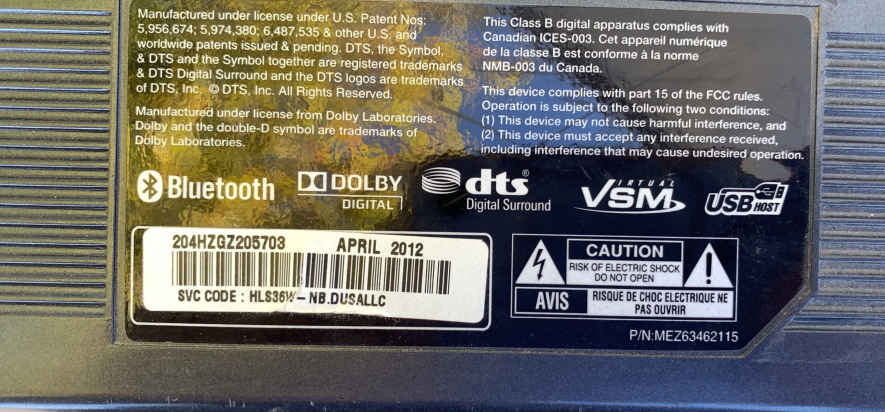 Manufactured under license under U.S. Patent Nos:
5,956,674; 5,974,380; 6,487,535 & other U.S. and
worldwide patents issued & pending. DTS, the Symbol,
& DTS and the Symbol together are registered trademarks
& DTS Digital Surround and the DTS logos are trademarks
of DTS, Inc. © DTS, Inc. All Rights Reserved.
Manufactured under license from Dolby Laboratories.
Dolby and the double-D symbol are trademarks of
Dolby Laboratories.
This Class B digital apparatus complies with
Canadian ICES-003. Cet appareil numérique
de la classe B est conforme à la norme
NMB-003 du Canada.
This device complies with part 15 of the FCC rules.
Operation is subject to the following two conditions:
(1) This device may not cause harmful interference, and
(2) This device must accept any interference received,
including interference that may cause undesired operation.
Bluetooth
DOLBY
DIGITAL
dts®
Digital Surround
VIRTUAL
VSM
USB HOST
204HZGZ205703 APRIL 2012
SVC CODE : HLS36W-NB.DUSALLC
CAUTION
RISK OF ELECTRIC SHOCK
DO NOT OPEN
AVIS
RISQUE DE CHOC ELECTRIQUE NE
PAS OUVRIR
P/N:MEZ63462115